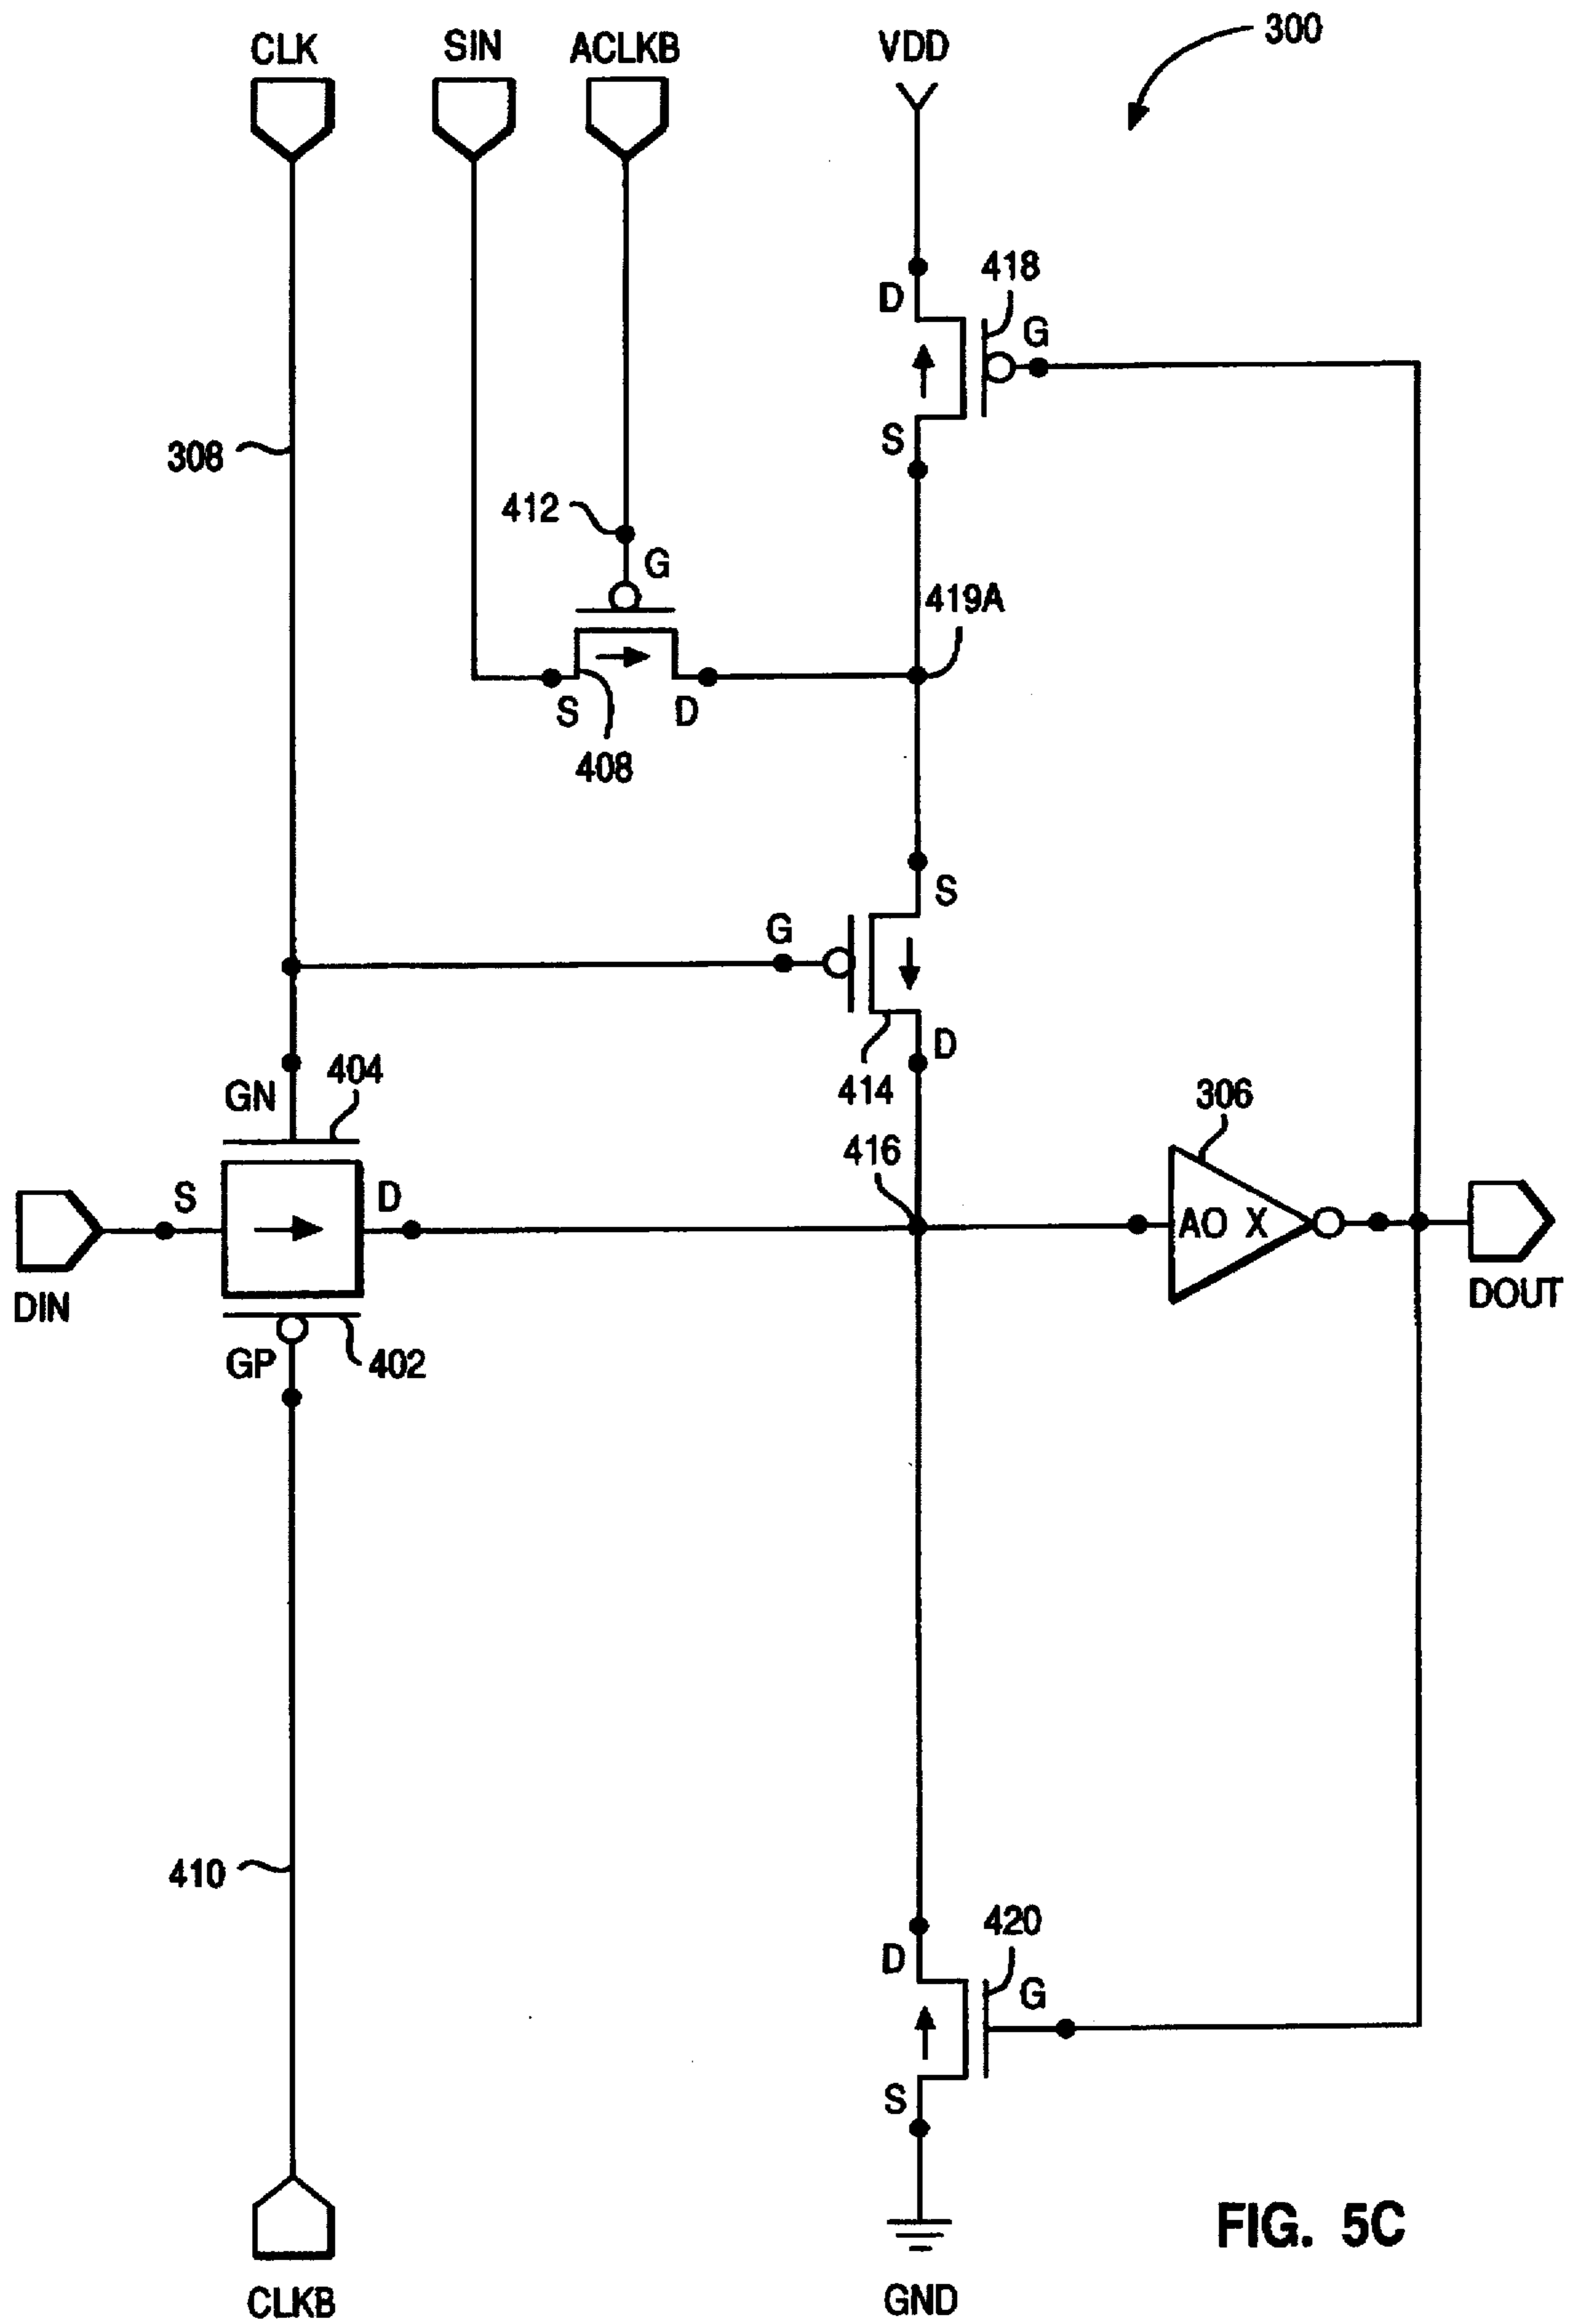 CLK SIN ACLKB VDD 300
418
D G
308 S
412 G
419A
S D
408
S
G
D
414
GN 404
306
416
S D
AO X
DIN DOUT
GP 402
410
420
D G
S
FIG. 5C
CLKB GND